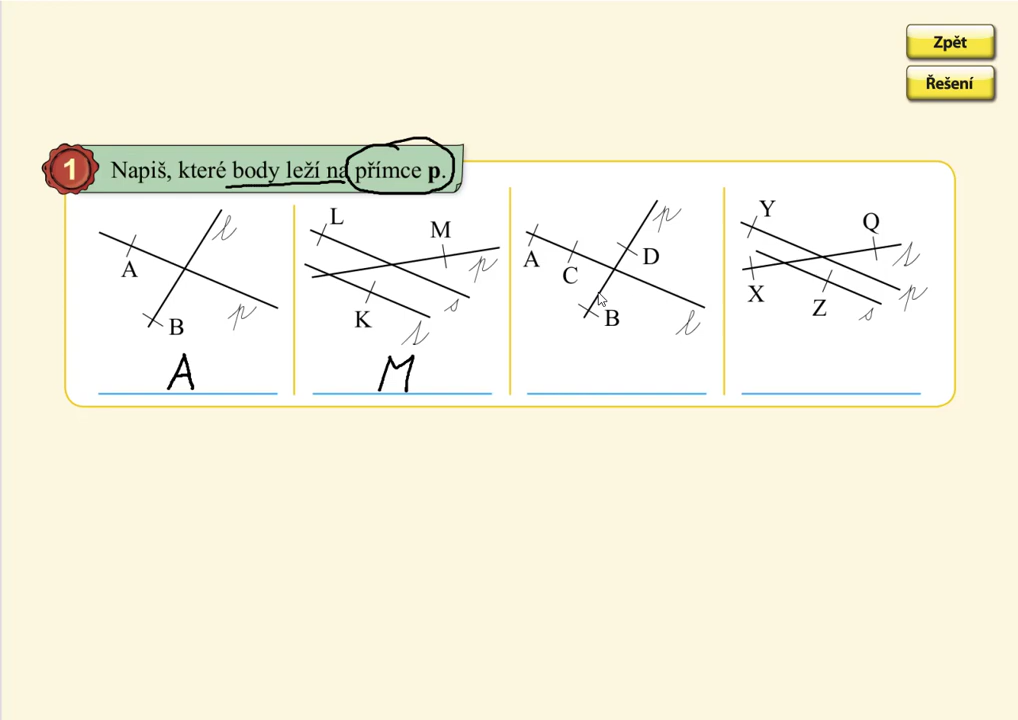 Zpět
Řešení
1 Napiš, které body leží na přímce p.
A B l p
L M K p s s
A C D B p l
Y Q X Z s p s
A
M